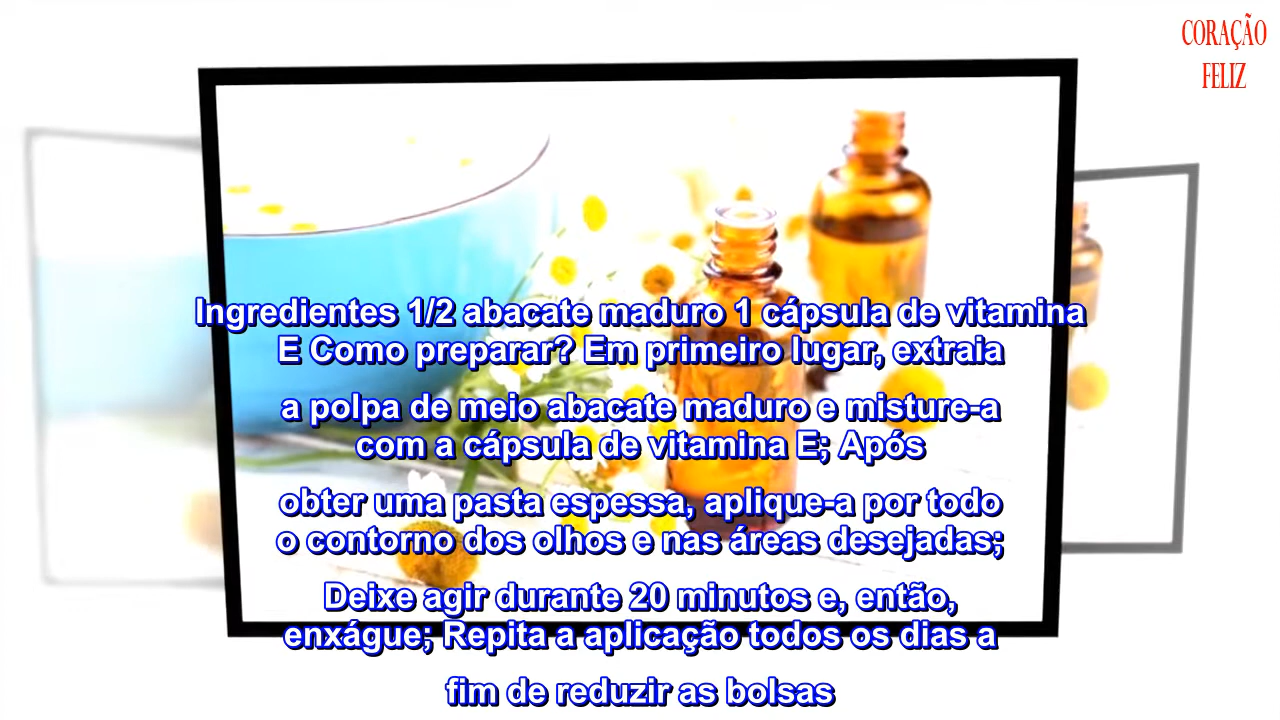 CORAÇÃO
FELIZ
Ingredientes 1/2 abacate maduro 1 cápsula de vitamina
E Como preparar? Em primeiro lugar, extraia
a polpa de meio abacate maduro e misture-a
com a cápsula de vitamina E; Após
obter uma pasta espessa, aplique-a por todo
o contorno dos olhos e nas áreas desejadas;
Deixe agir durante 20 minutos e, então,
enxágue; Repita a aplicação todos os dias a
fim de reduzir as bolsas